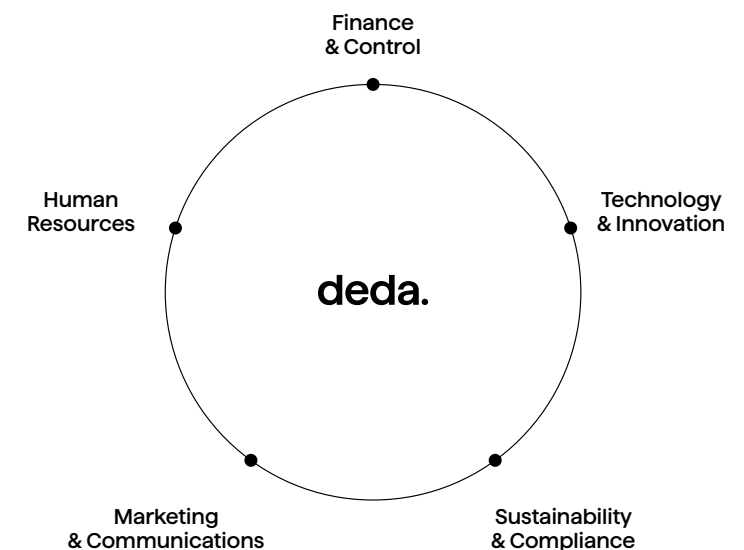 Finance
& Control
Human
Resources
Technology
& Innovation
deda.
Marketing
& Communications
Sustainability
& Compliance